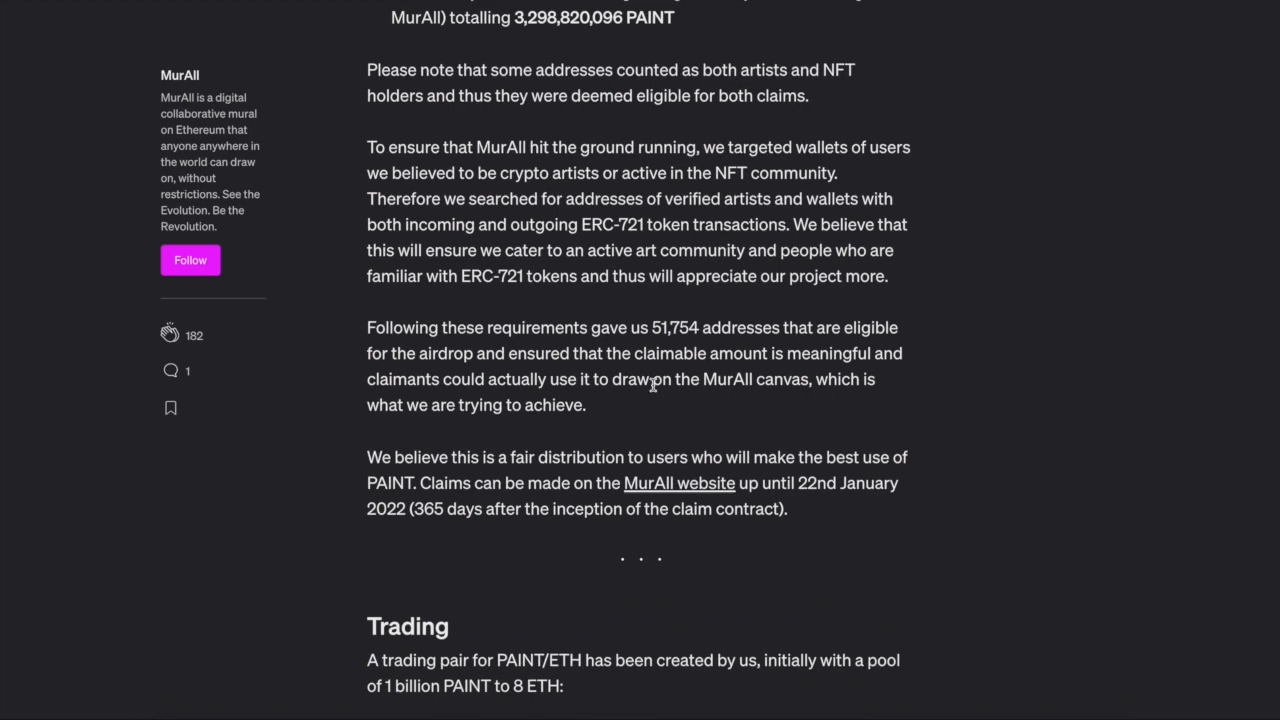 MurAll) totalling 3,298,820,096 PAINT
Please note that some addresses counted as both artists and NFT
holders and thus they were deemed eligible for both claims.
To ensure that MurAll hit the ground running, we targeted wallets of users
we believed to be crypto artists or active in the NFT community.
Therefore we searched for addresses of verified artists and wallets with
both incoming and outgoing ERC-721 token transactions. We believe that
this will ensure we cater to an active art community and people who are
familiar with ERC-721 tokens and thus will appreciate our project more.
Following these requirements gave us 51,754 addresses that are eligible
for the airdrop and ensured that the claimable amount is meaningful and
claimants could actually use it to draw on the MurAll canvas, which is
what we are trying to achieve.
We believe this is a fair distribution to users who will make the best use of
PAINT. Claims can be made on the MurAll website up until 22nd January
2022 (365 days after the inception of the claim contract).
. . .
Trading
A trading pair for PAINT/ETH has been created by us, initially with a pool
of 1 billion PAINT to 8 ETH:
MurAll
MurAll is a digital
collaborative mural
on Ethereum that
anyone anywhere in
the world can draw
on, without
restrictions. See the
Evolution. Be the
Revolution.
Follow
182
1